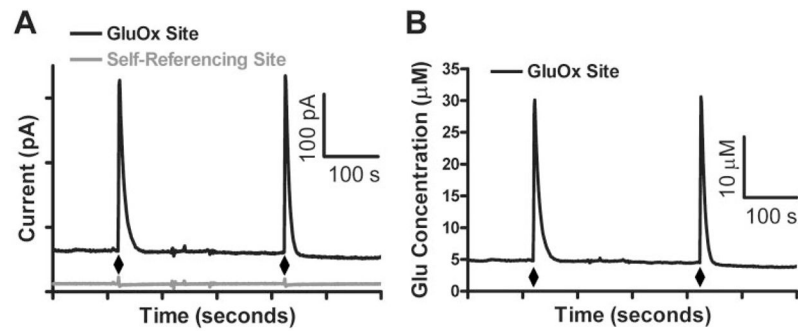 A
GluOx Site
Self-Referencing Site
Current (pA)
100 pA
100 s
Time (seconds)
B
GluOx Site
Glu Concentration (μM)
35
30
25
20
15
10
5
0
10 μM
100 s
Time (seconds)